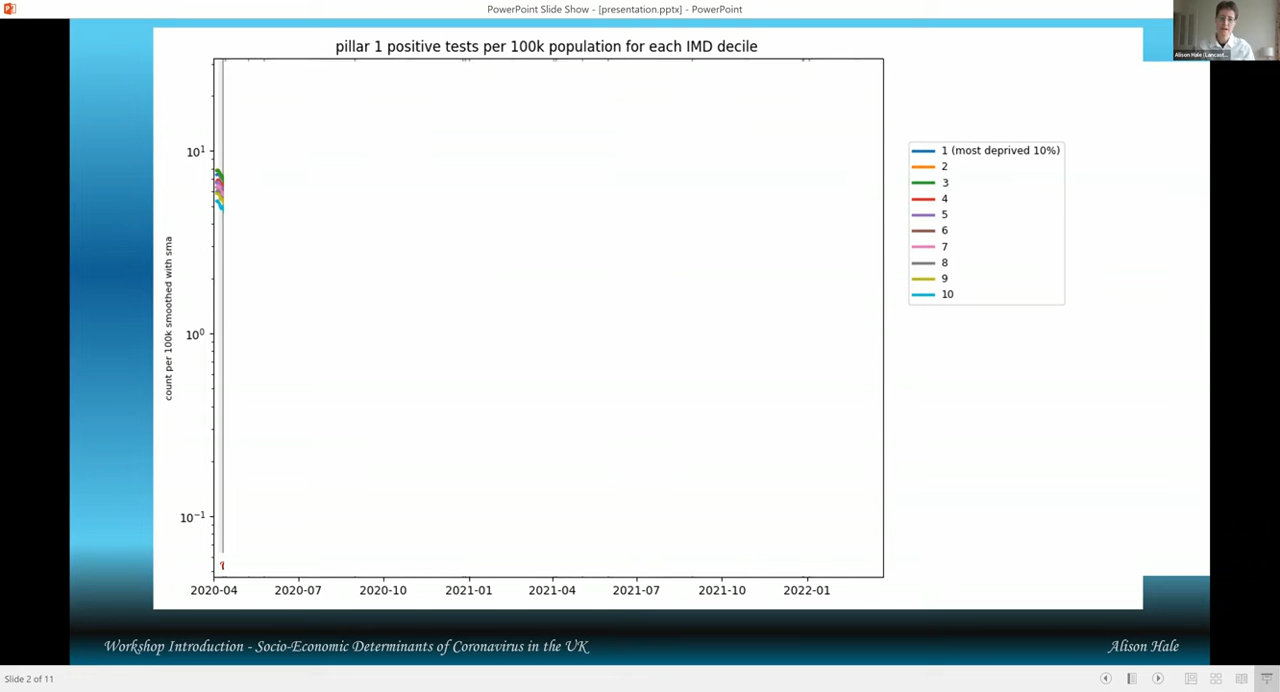 PowerPoint Slide Show - [presentation.pptx] - PowerPoint
Alison Hale (Lancast...
pillar 1 positive tests per 100k population for each IMD decile
count per 100k smoothed with sma
10¹
10⁰
10⁻¹
2020-04 2020-07 2020-10 2021-01 2021-04 2021-07 2021-10 2022-01
1 (most deprived 10%)
2
3
4
5
6
7
8
9
10
Workshop Introduction - Socio-Economic Determinants of Coronavirus in the UK
Alison Hale
Slide 2 of 11